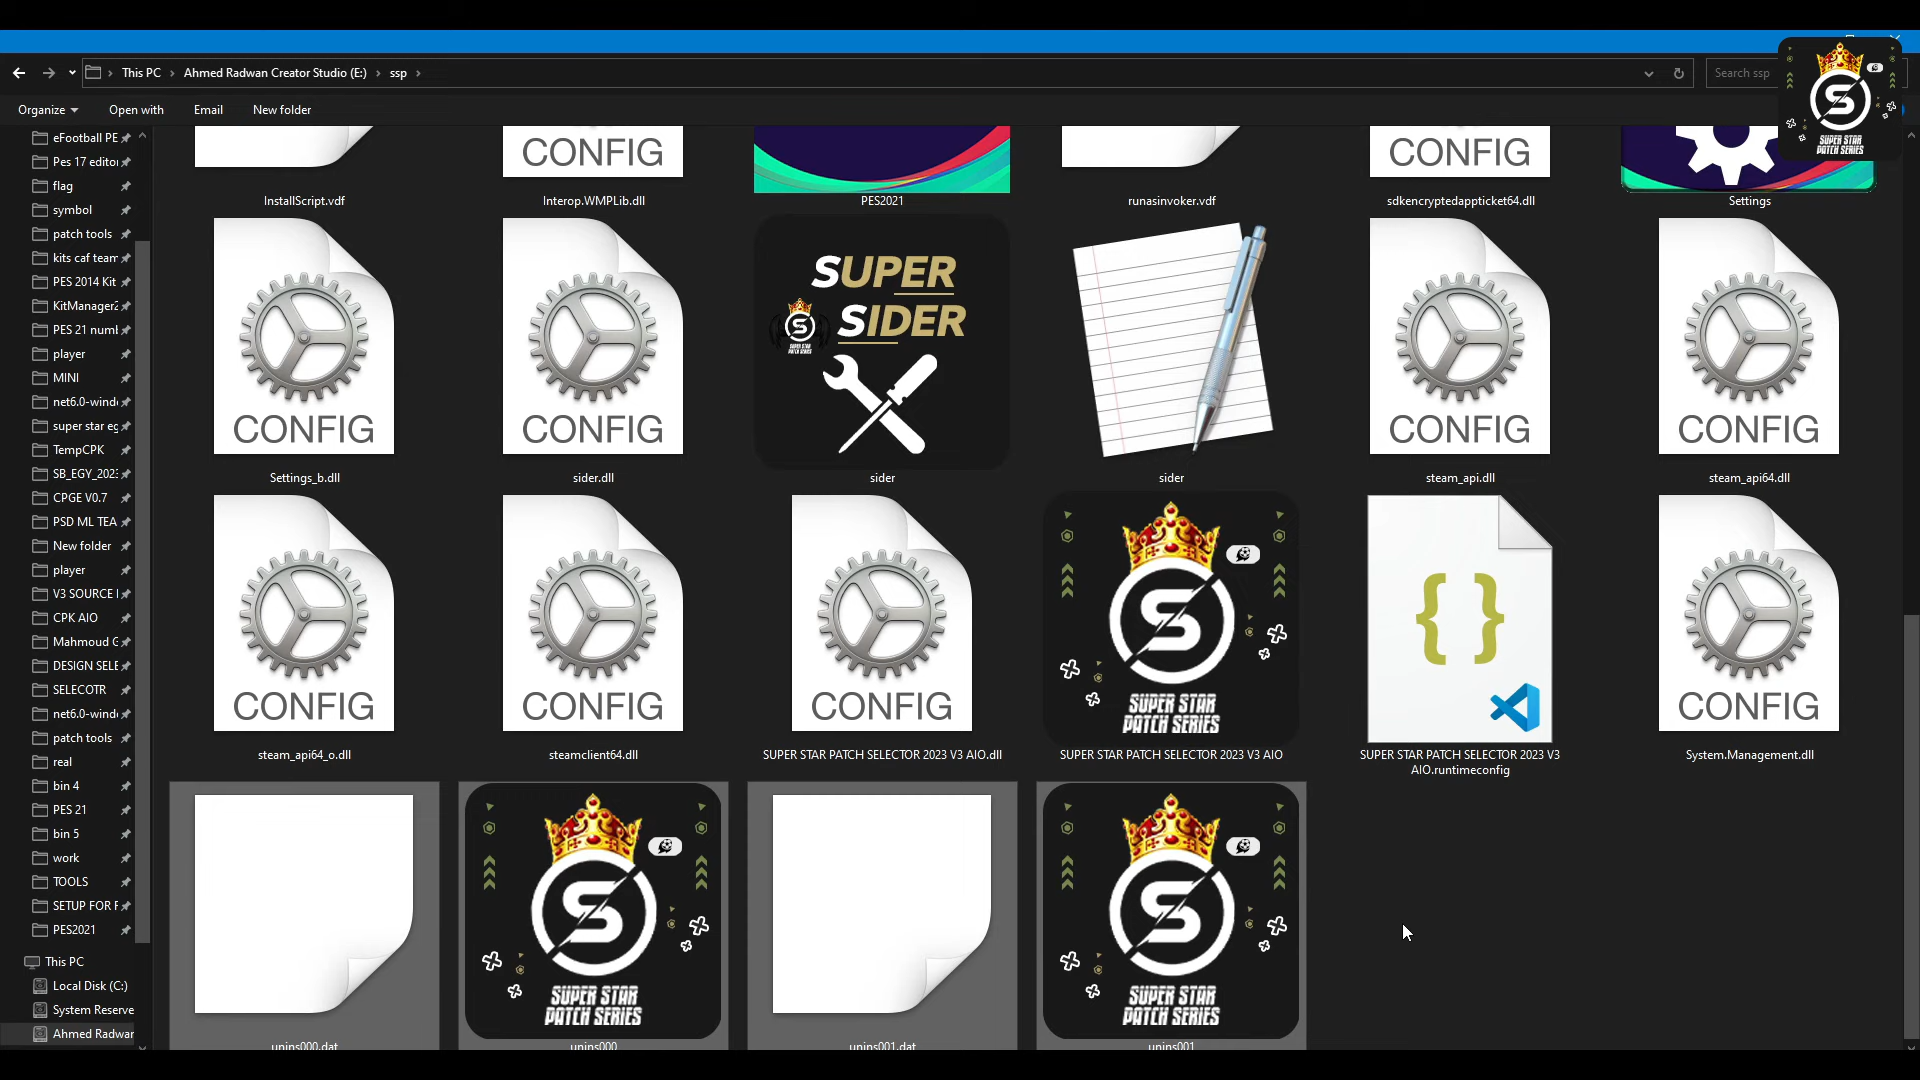 This PC
Ahmed Radwan Creator Studio (E:)
ssp
Search ssp
Organize
Open with
Email
New folder
eFootball PE
Pes 17 editor
flag
symbol
patch tools
kits caf team
PES 2014 Kit
KitManager2
PES 21 numb
player
MINI
net6.0-windo
super star eg
TempCPK
SB_EGY_2023
CPGE V0.7
PSD ML TEA
New folder
player
V3 SOURCE
CPK AIO
Mahmoud G
DESIGN SELE
SELECOTR
net6.0-windo
patch tools
real
bin 4
PES 21
bin 5
work
TOOLS
SETUP FOR F
PES2021
This PC
Local Disk (C:)
System Reserve
Ahmed Radwar
CONFIG
CONFIG
SUPER STAR
PATCH SERIES
InstallScript.vdf
Interop.WMPLib.dll
PES2021
runasinvoker.vdf
sdkencryptedappticket64.dll
Settings
CONFIG
CONFIG
SUPER
SIDER
CONFIG
CONFIG
Settings_b.dll
sider.dll
sider
sider
steam_api.dll
steam_api64.dll
CONFIG
CONFIG
CONFIG
SUPER STAR
PATCH SERIES
{ }
CONFIG
steam_api64_o.dll
steamclient64.dll
SUPER STAR PATCH SELECTOR 2023 V3 AIO.dll
SUPER STAR PATCH SELECTOR 2023 V3 AIO
SUPER STAR PATCH SELECTOR 2023 V3
AIO.runtimeconfig
System.Management.dll
SUPER STAR
PATCH SERIES
SUPER STAR
PATCH SERIES
unins000.dat
unins000
unins001.dat
unins001